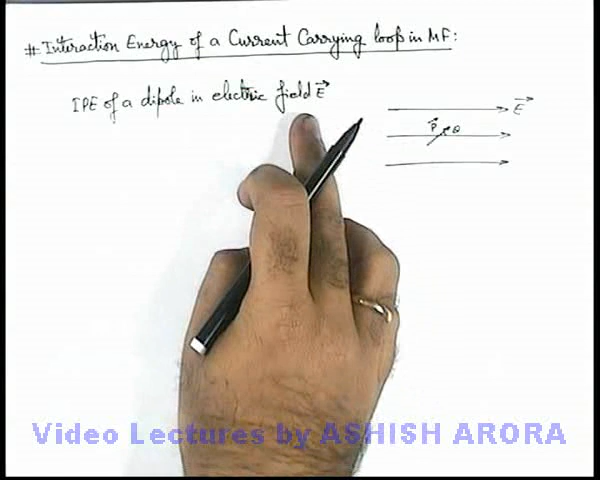 # Interaction Energy of a Current Carrying loop in MF:
IPE of a dipole in electric field E⃗
E⃗
P⃗ θ
Video Lectures by ASHISH ARORA